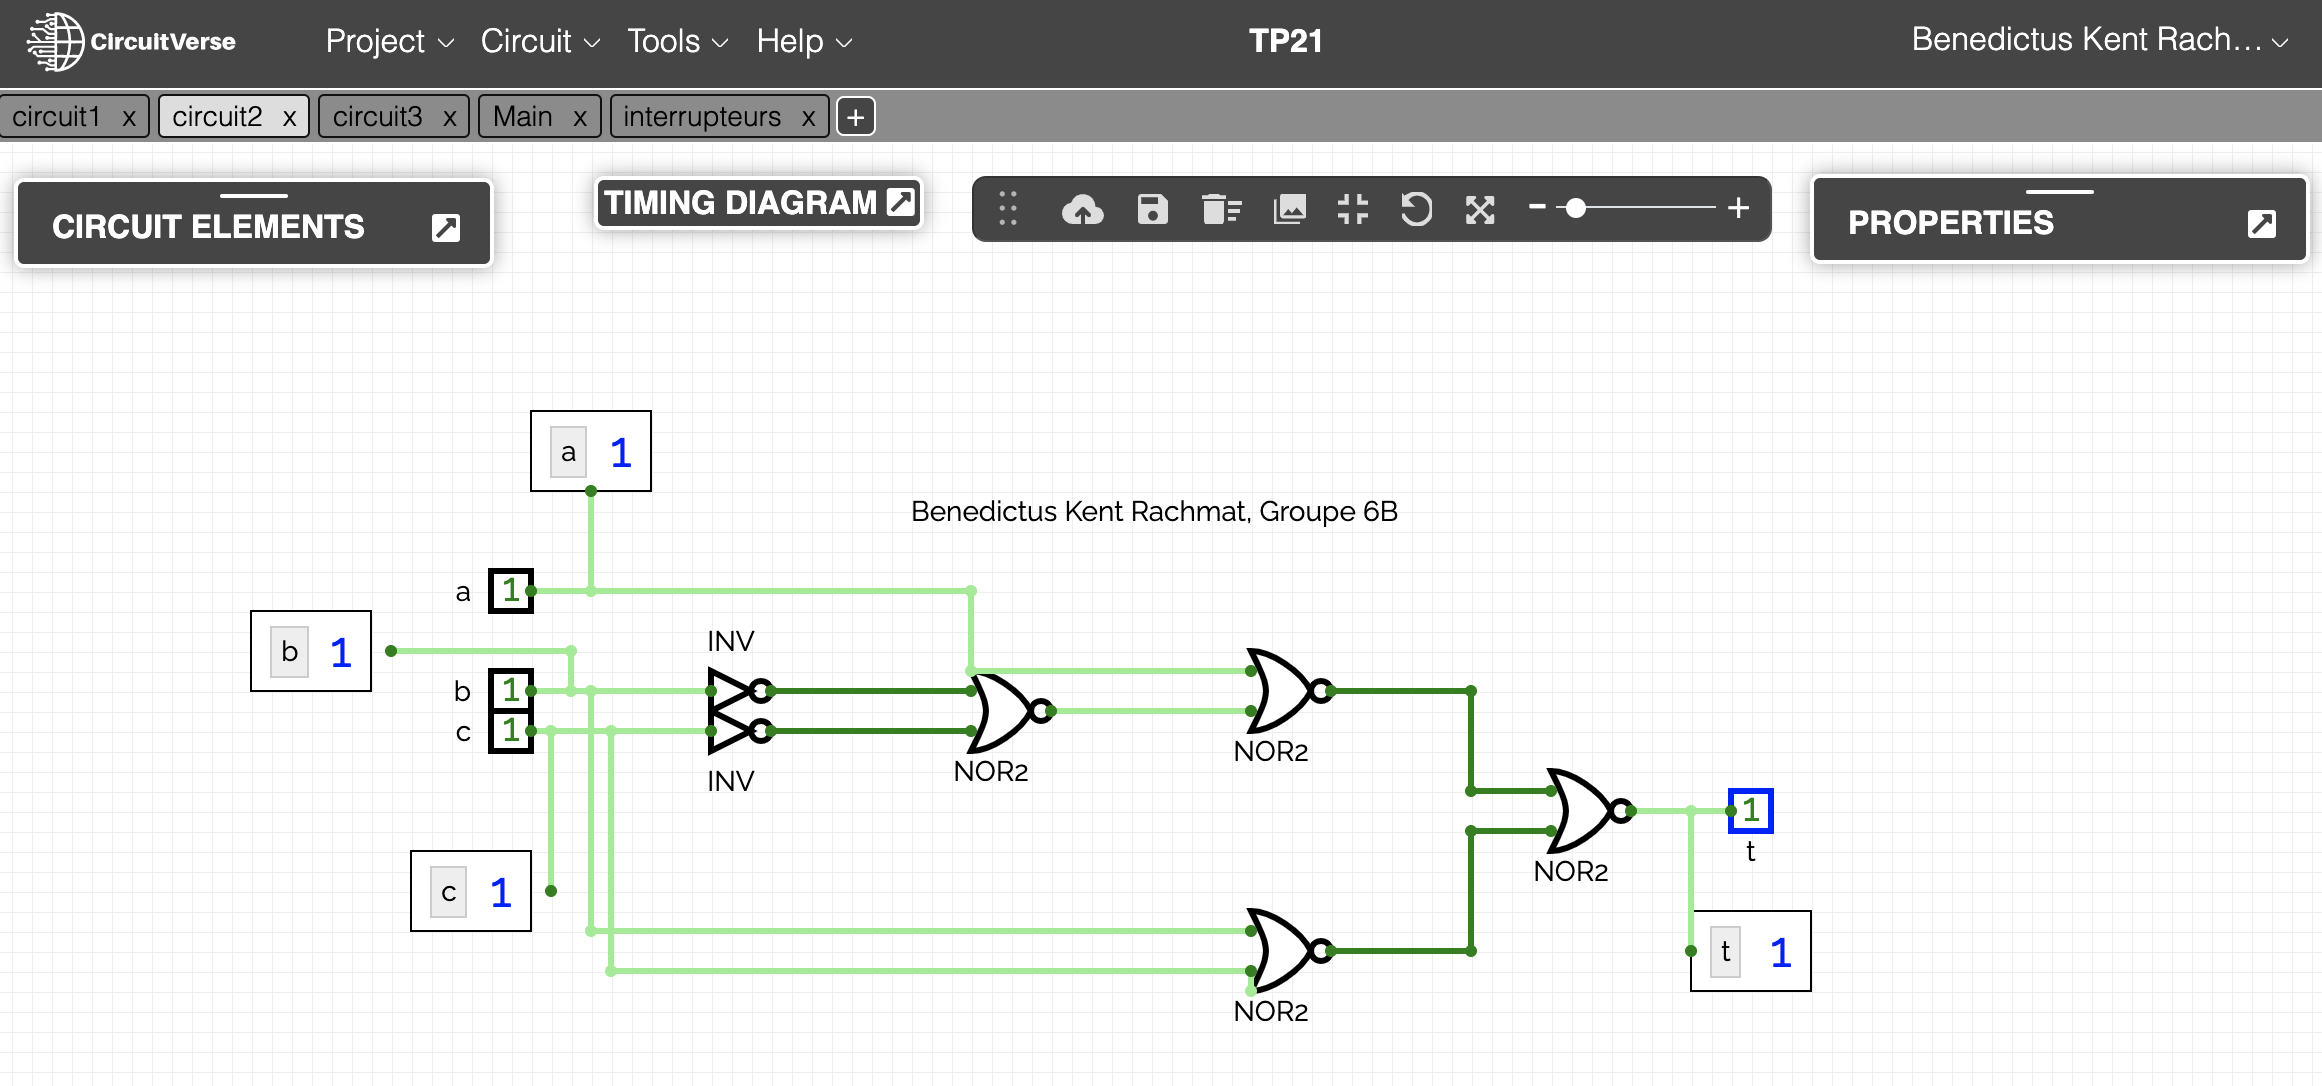 CircuitVerse Project Circuit Tools Help TP21 Benedictus Kent Rach...
circuit1 x circuit2 x circuit3 x Main x interrupteurs x +
CIRCUIT ELEMENTS TIMING DIAGRAM - + PROPERTIES
a 1
Benedictus Kent Rachmat, Groupe 6B
a 1
b 1
INV
b 1
c 1
NOR2
NOR2
INV
1
t
NOR2
c 1
t 1
NOR2